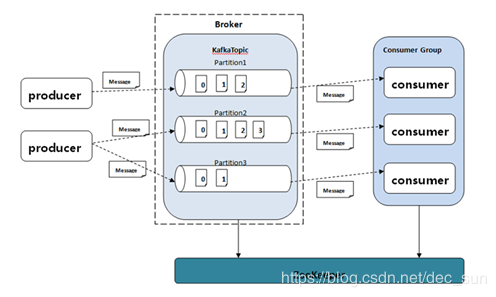 Broker
KafkaTopic
Consumer Group
Partition1
producer
Message
0 1 2
Message
consumer
Partition2
producer
Message
0 1 2 3
Message
consumer
Partition3
Message
0 1
Message
consumer
https://blog.csdn.net/dec_sun